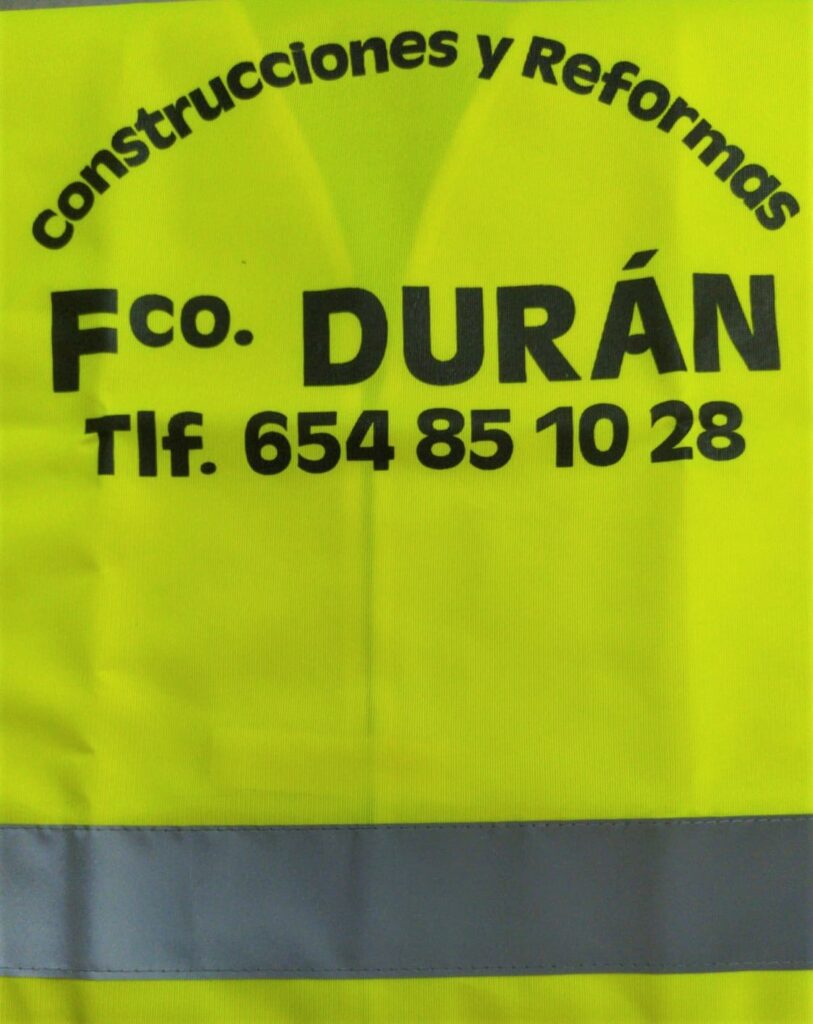 construcciones y Reformas
Fco. DURÁN
Tlf. 654 85 10 28